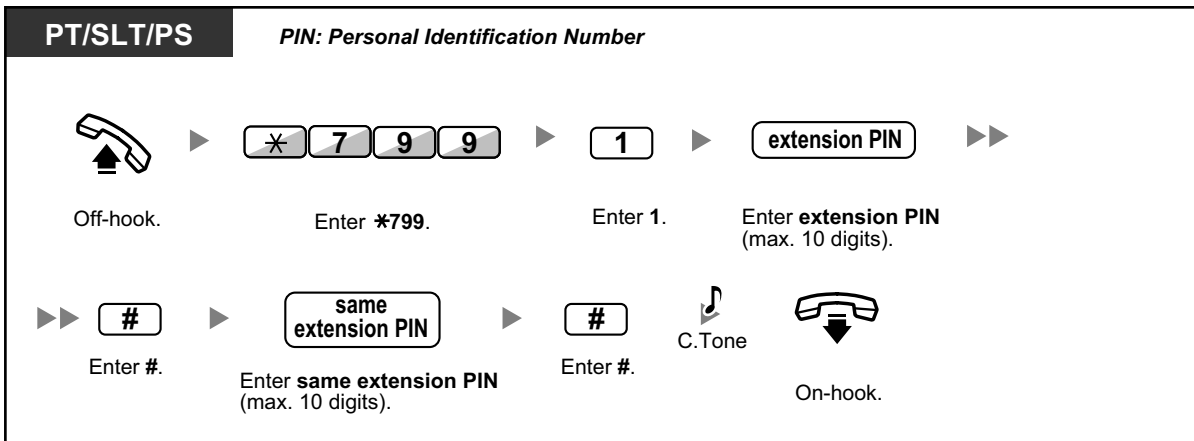 PT/SLT/PS
PIN: Personal Identification Number
* 7 9 9
1
extension PIN
Off-hook.
Enter *799.
Enter 1.
Enter extension PIN
(max. 10 digits).
#
same
extension PIN
#
C.Tone
Enter #.
Enter same extension PIN
(max. 10 digits).
Enter #.
On-hook.